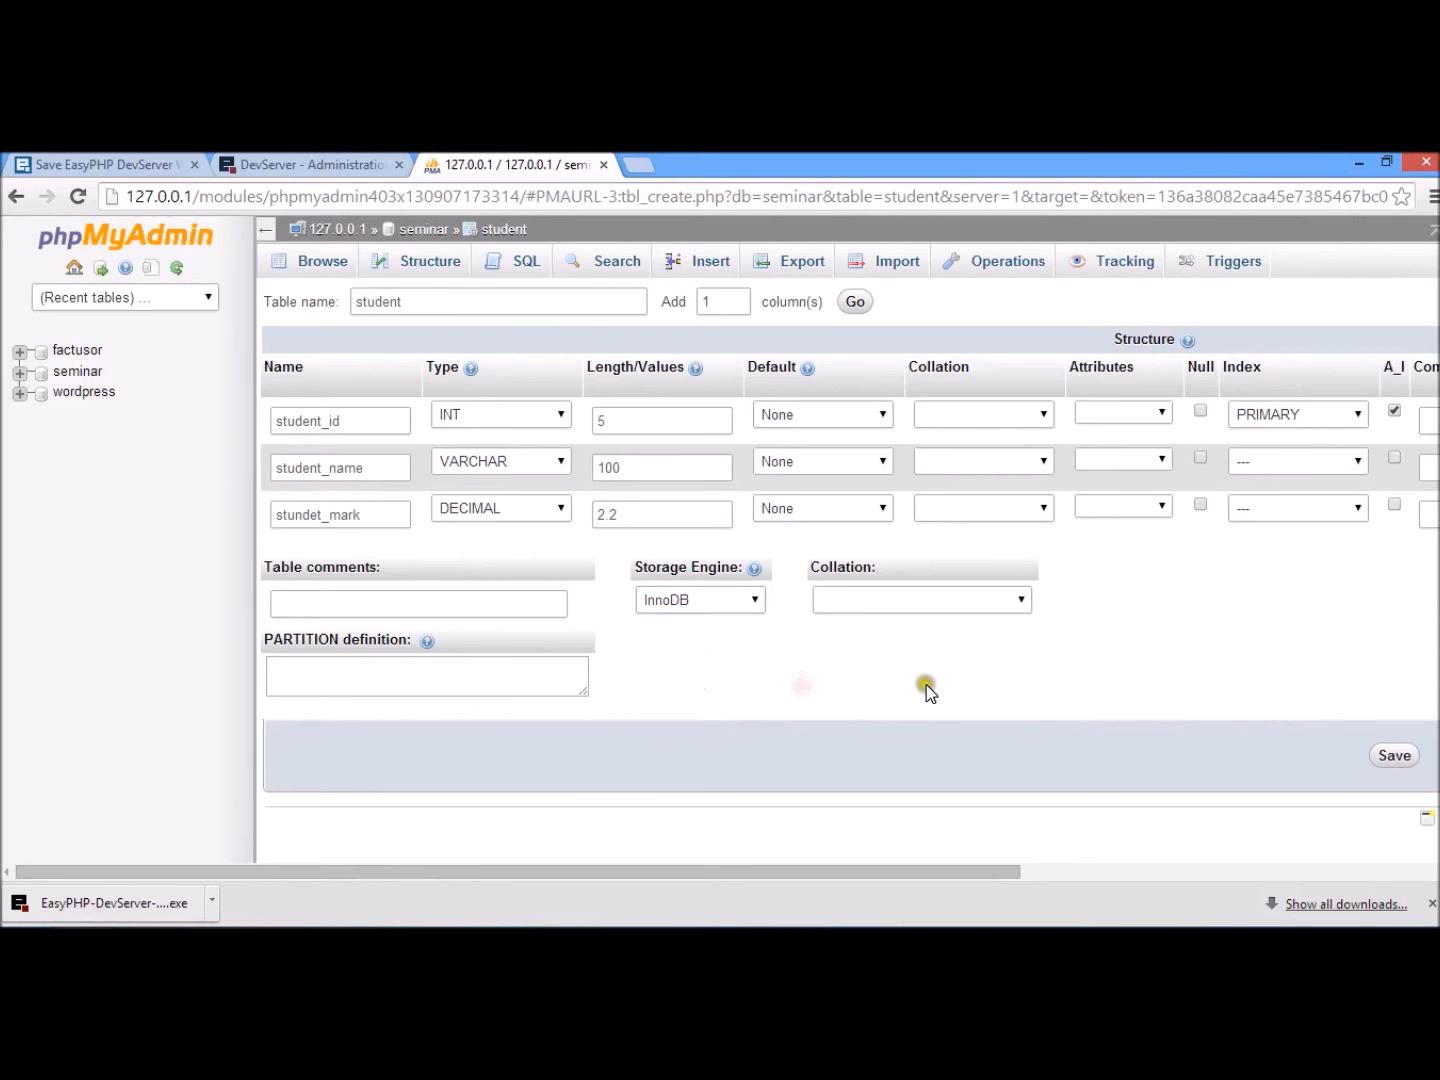 Save EasyPHP DevServer
DevServer - Administratio
PMA 127.0.0.1 / 127.0.0.1 / semi
127.0.0.1/modules/phpmyadmin403x130907173314/#PMAURL-3:tbl_create.php?db=seminar&table=student&server=1&target=&token=136a38082caa45e7385467bc0
phpMyAdmin
127.0.0.1 » seminar » student
Browse Structure SQL Search Insert Export Import Operations Tracking Triggers
(Recent tables) ...
Table name: student Add 1 column(s) Go
factusor
seminar
wordpress
Structure
Name Type Length/Values Default Collation Attributes Null Index A_I Com
student_id INT 5 None PRIMARY
student_name VARCHAR 100 None ---
stundet_mark DECIMAL 2.2 None ---
Table comments: Storage Engine: Collation:
InnoDB
PARTITION definition:
Save
EasyPHP-DevServer-....exe
Show all downloads...